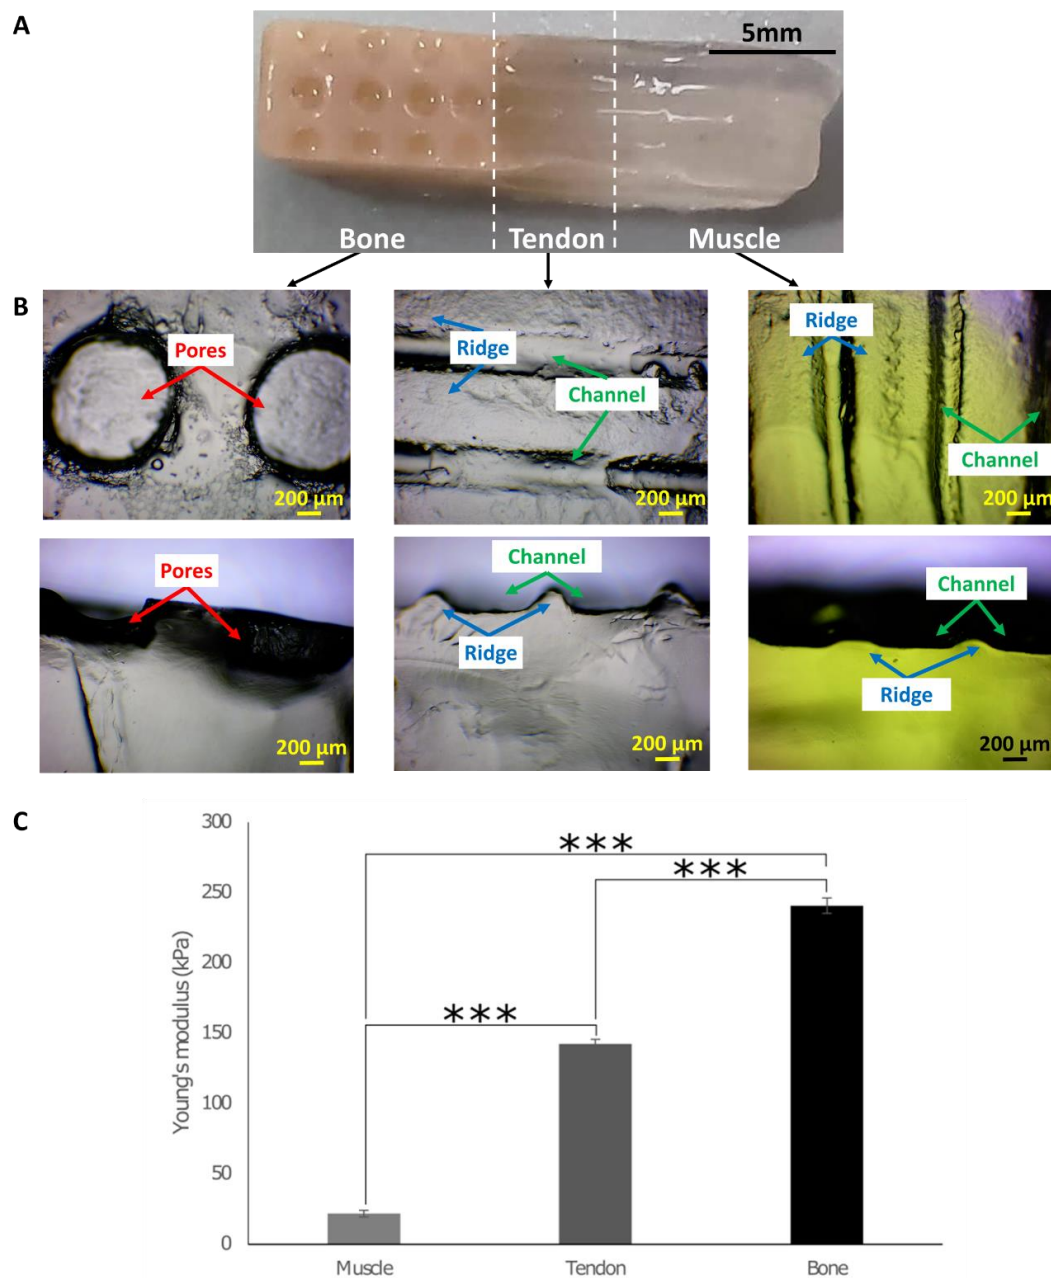 A
5mm
Bone
Tendon
Muscle
B
Pores
200 μm
Ridge
Channel
200 μm
Ridge
Channel
200 μm
Pores
200 μm
Channel
Ridge
200 μm
Channel
Ridge
200 μm
C
Young's modulus (kPa)
300
250
200
150
100
50
0
***
***
***
Muscle
Tendon
Bone